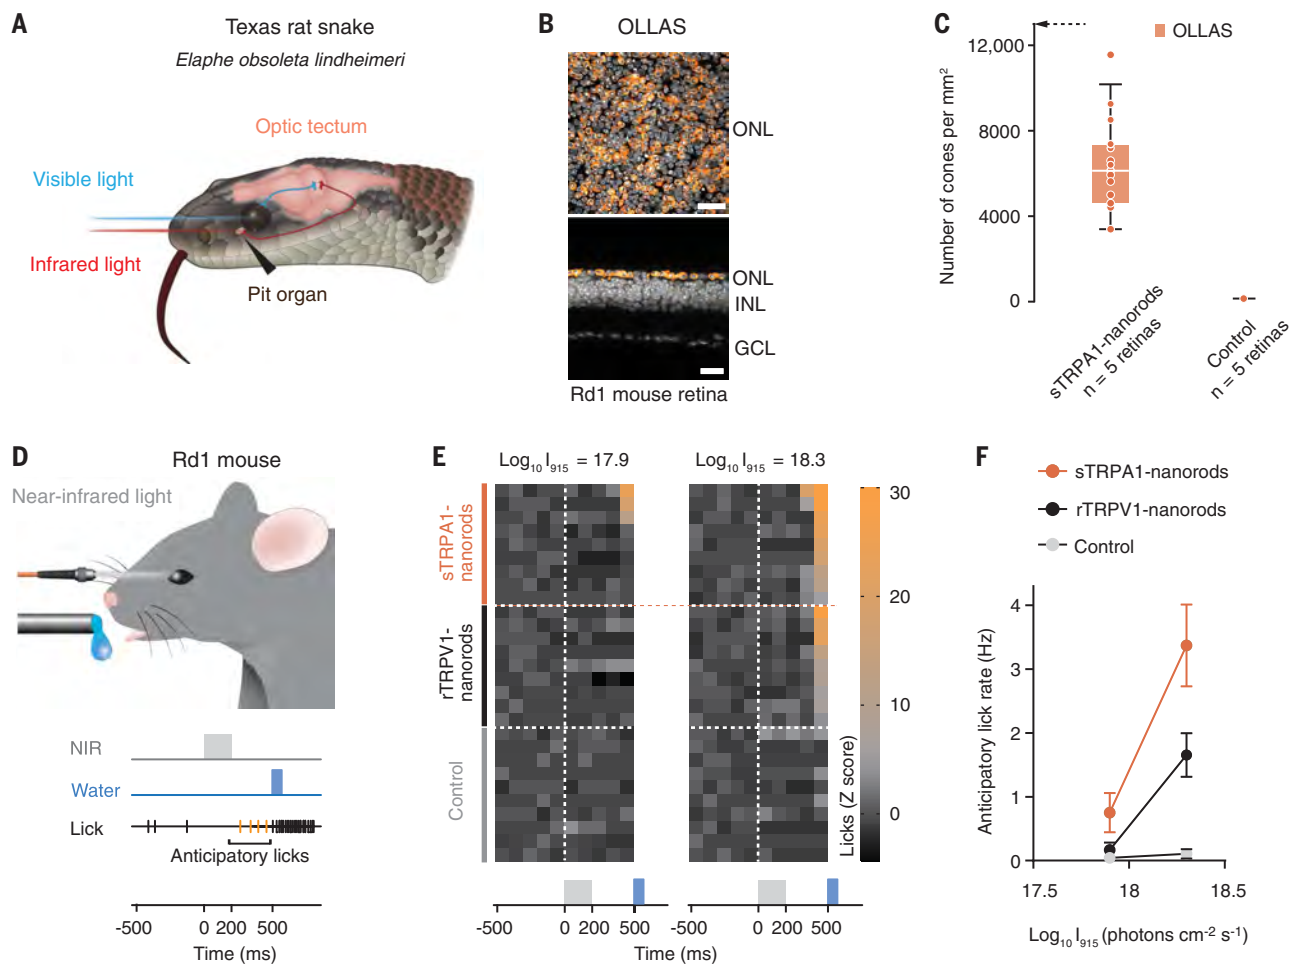 A
Texas rat snake
Elaphe obsoleta lindheimeri
Optic tectum
Visible light
Infrared light
Pit organ
B
OLLAS
ONL
ONL
INL
GCL
Rd1 mouse retina
C
OLLAS
Number of cones per mm²
12,000
8000
4000
0
sTRPA1-nanorods
n = 5 retinas
Control
n = 5 retinas
D
Rd1 mouse
Near-infrared light
NIR
Water
Lick
Anticipatory licks
-500
0
200
500
Time (ms)
E
Log₁₀ I₉₁₅ = 17.9
Log₁₀ I₉₁₅ = 18.3
sTRPA1-
nanorods
rTRPV1-
nanorods
Control
30
20
10
0
Licks (Z score)
-500
0
200
500
-500
0
200
500
Time (ms)
F
sTRPA1-nanorods
rTRPV1-nanorods
Control
Anticipatory lick rate (Hz)
4
3
2
1
0
17.5
18
18.5
Log₁₀ I₉₁₅ (photons cm⁻² s⁻¹)